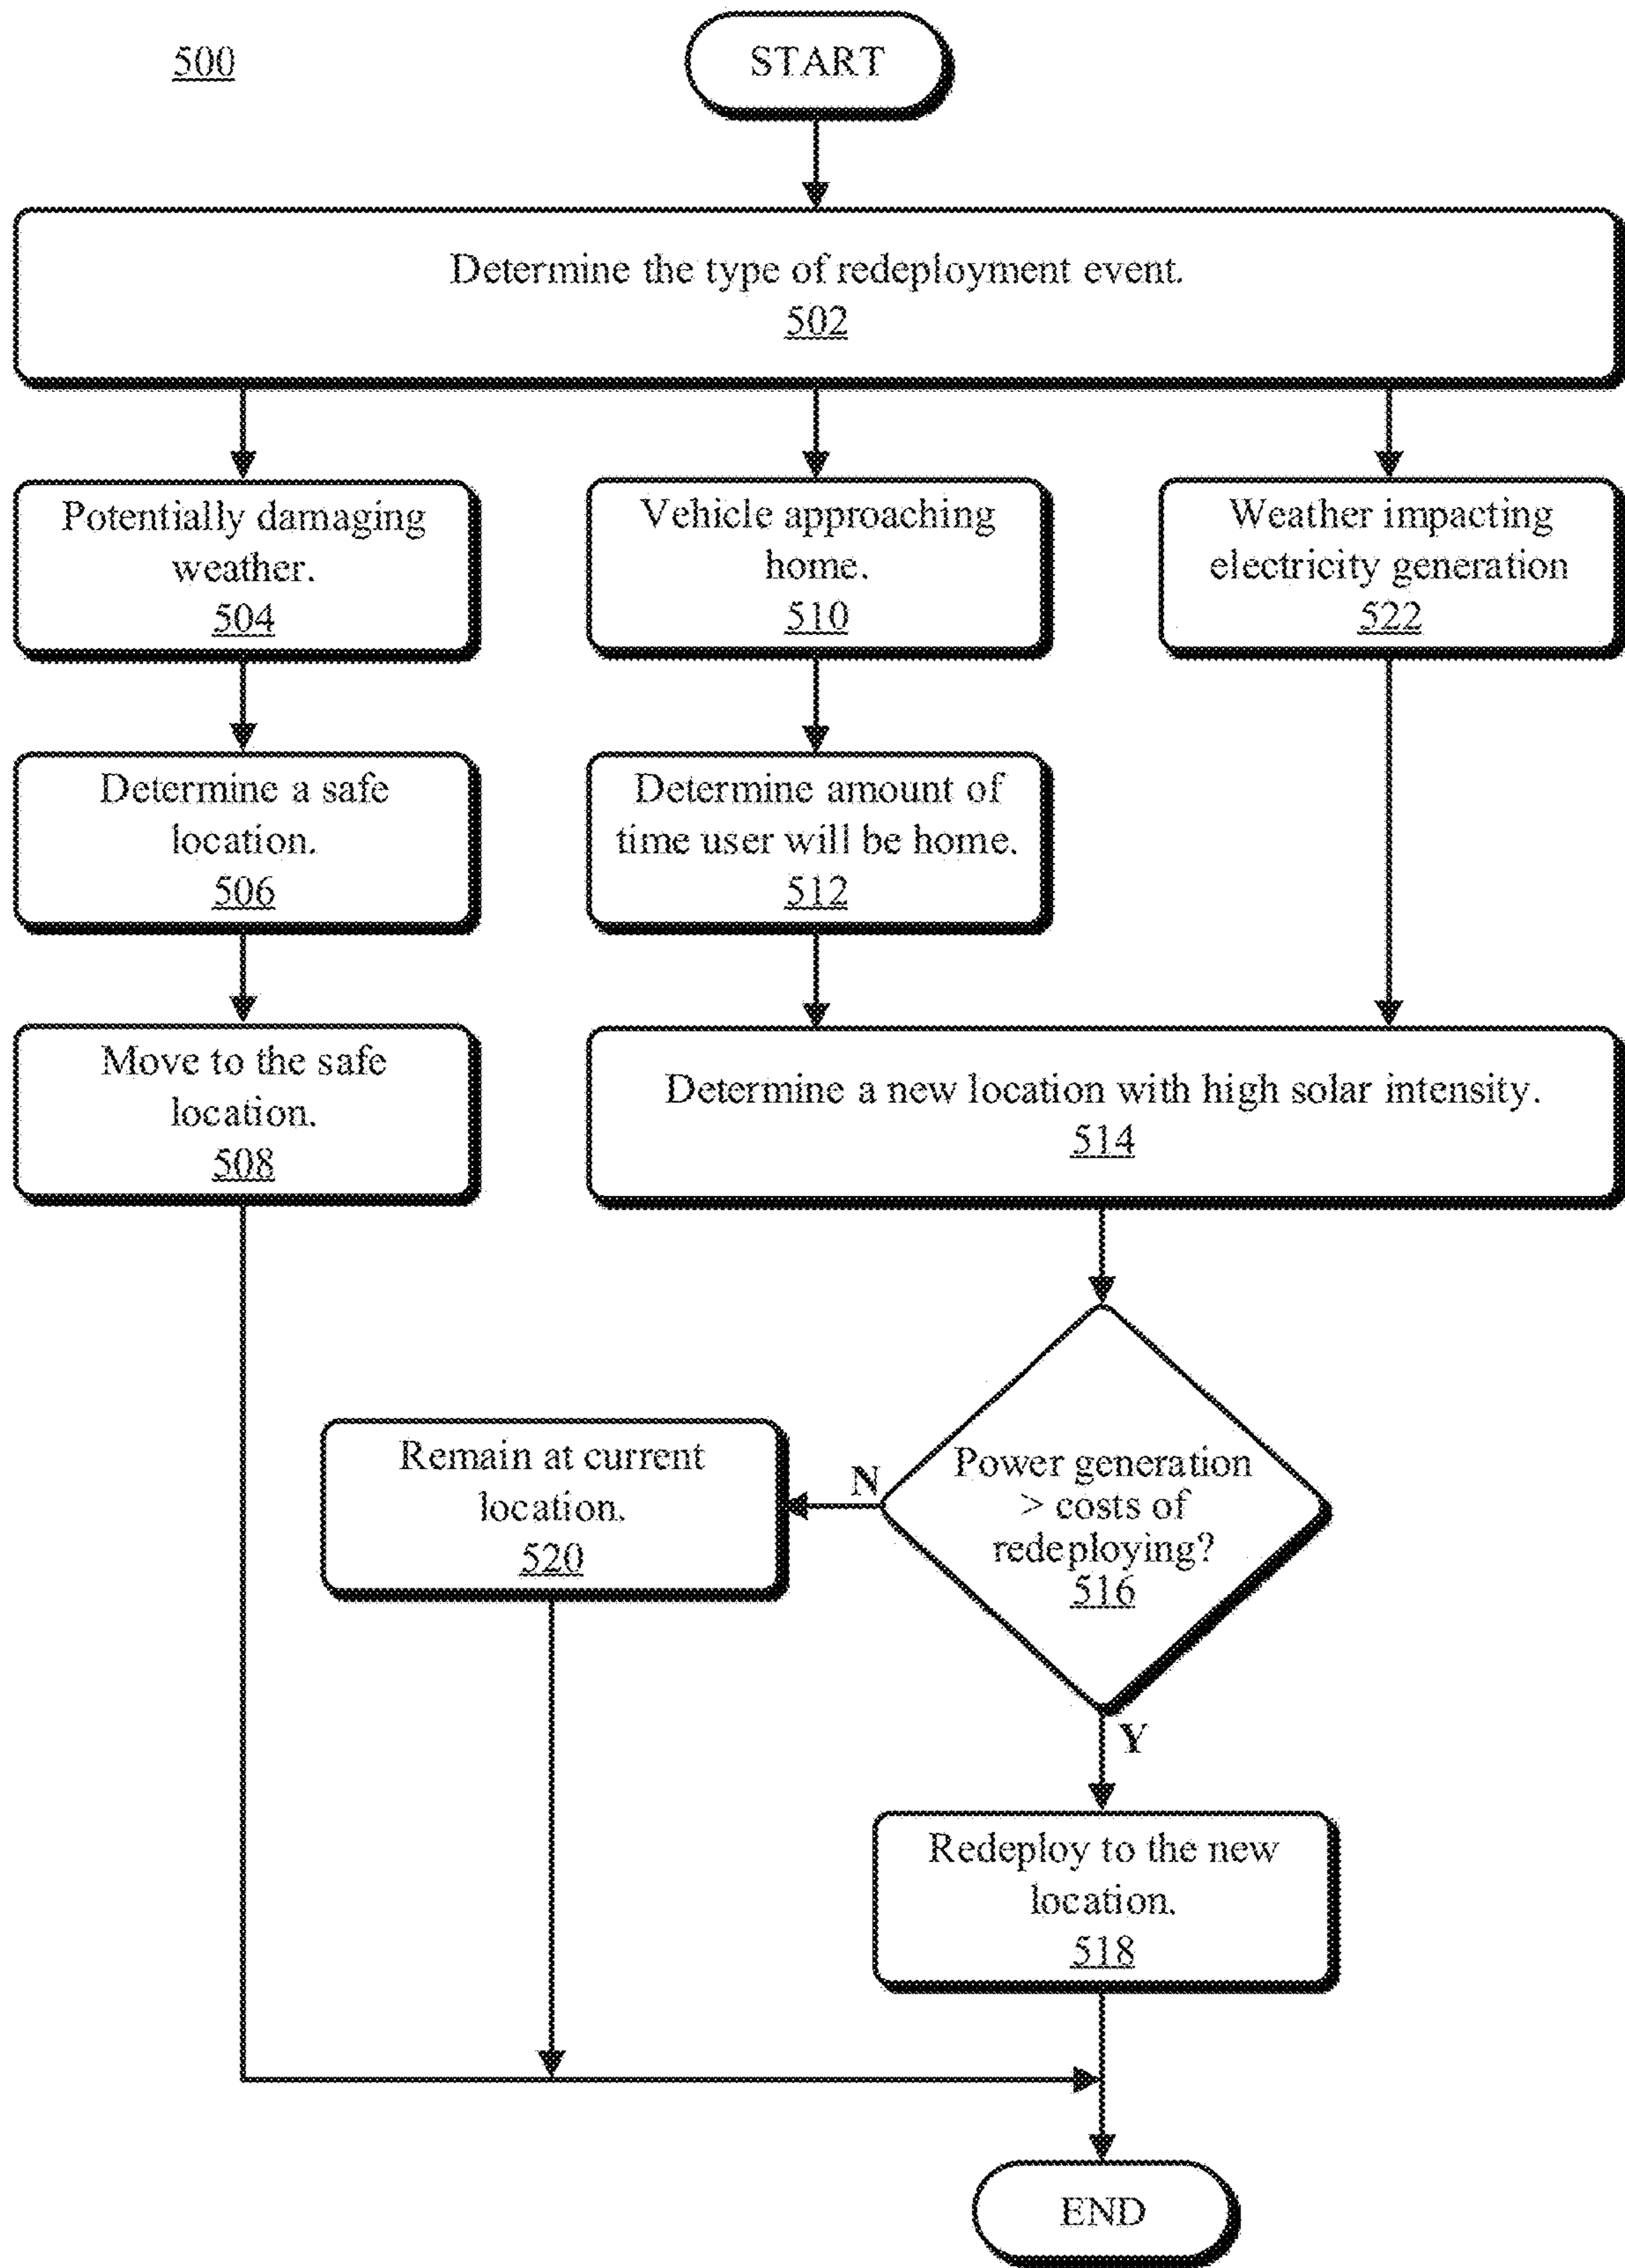 500
START
Determine the type of redeployment event.
502
Potentially damaging
weather.
504
Vehicle approaching
home.
510
Weather impacting
electricity generation
522
Determine a safe
location.
506
Determine amount of
time user will be home.
512
Move to the safe
location.
508
Determine a new location with high solar intensity.
514
Remain at current
location.
520
N
Power generation
> costs of
redeploying?
516
Y
Redeploy to the new
location.
518
END